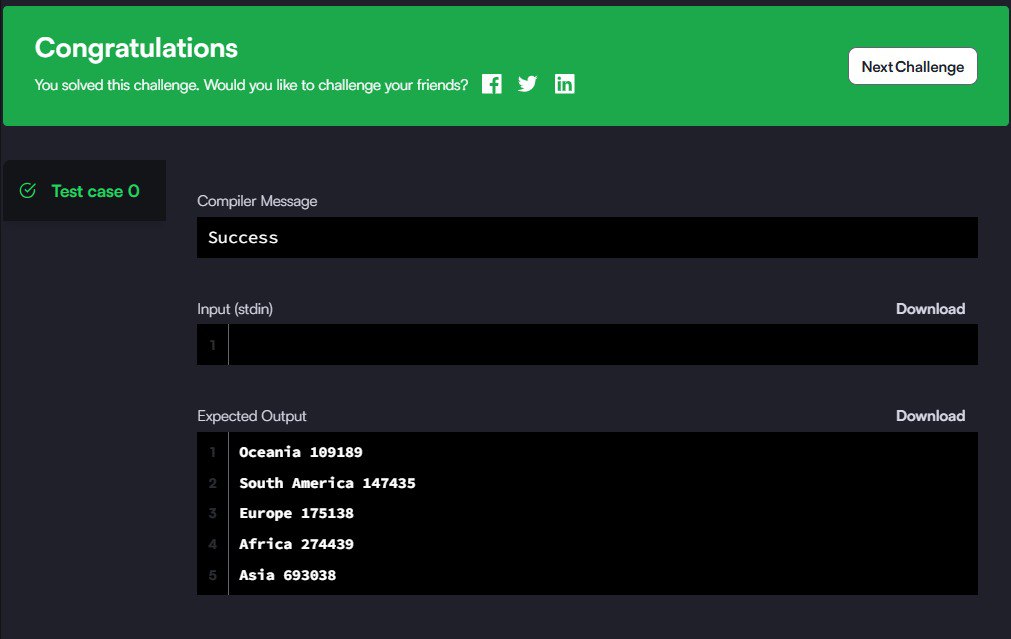 Congratulations
You solved this challenge. Would you like to challenge your friends?
Next Challenge
Test case 0
Compiler Message
Success
Input (stdin)
Download
1
Expected Output
Download
1 Oceania 109189
2 South America 147435
3 Europe 175138
4 Africa 274439
5 Asia 693038